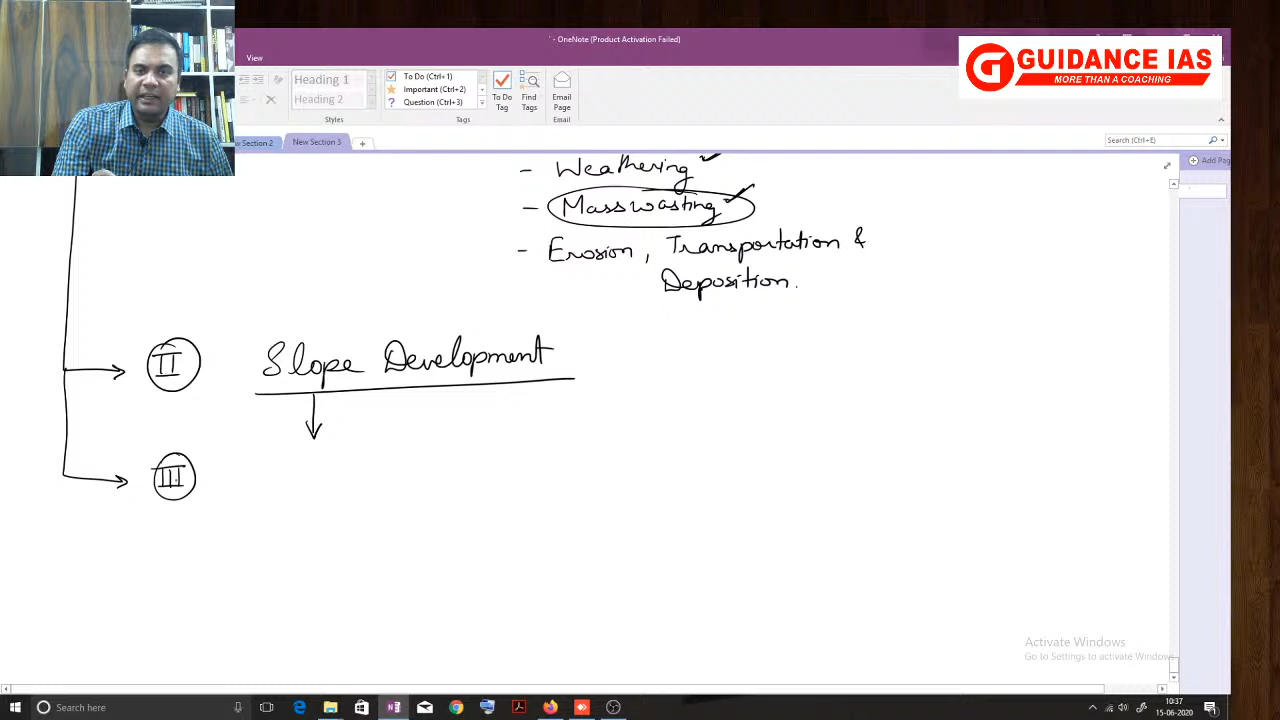 - OneNote (Product Activation Failed)
GUIDANCE IAS
MORE THAN A COACHING
View
Heading 1
Heading 2
To Do (Ctrl+1)
Important (Ctrl+2)
Question (Ctrl+3)
To Do Tag
Find Tags
Email Page
Styles
Tags
Email
Section 2
New Section 3
Search (Ctrl+E)
Add Pag
- Weathering
- Masswasting
- Erosion, Transportation &
Deposition.
II Slope Development
III
Activate Windows
Go to Settings to activate Windows
Search here
10:37
15-06-2020